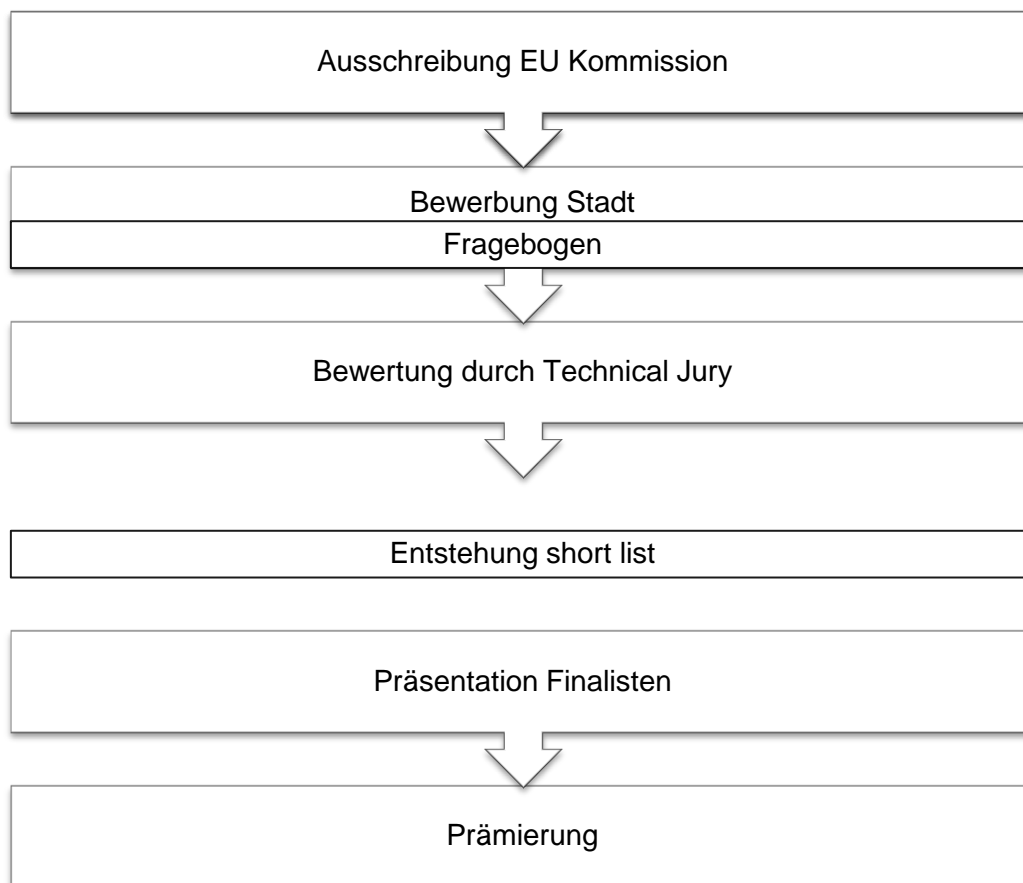 Ausschreibung EU Kommission
Bewerbung Stadt
Fragebogen
Bewertung durch Technical Jury
Entstehung short list
Präsentation Finalisten
Prämierung